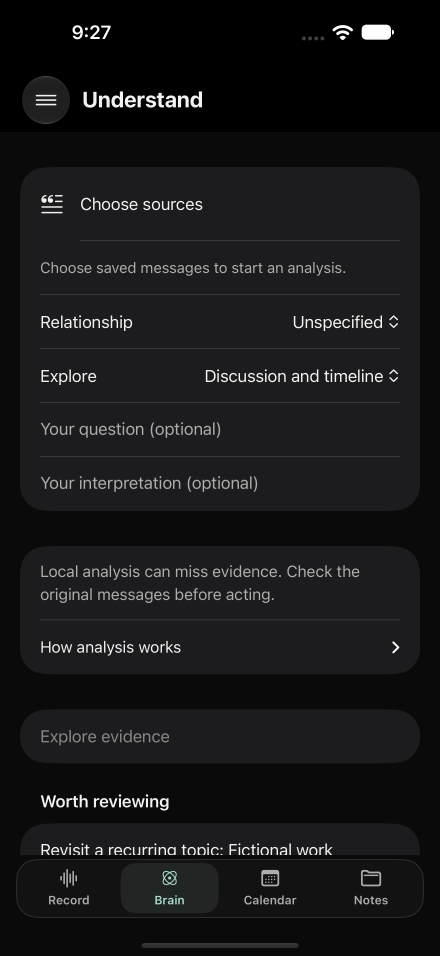 9:27
Understand
Choose sources
Choose saved messages to start an analysis.
Relationship Unspecified
Explore Discussion and timeline
Your question (optional)
Your interpretation (optional)
Local analysis can miss evidence. Check the
original messages before acting.
How analysis works
Explore evidence
Worth reviewing
Revisit a recurring topic: Fictional work
Record Brain Calendar Notes